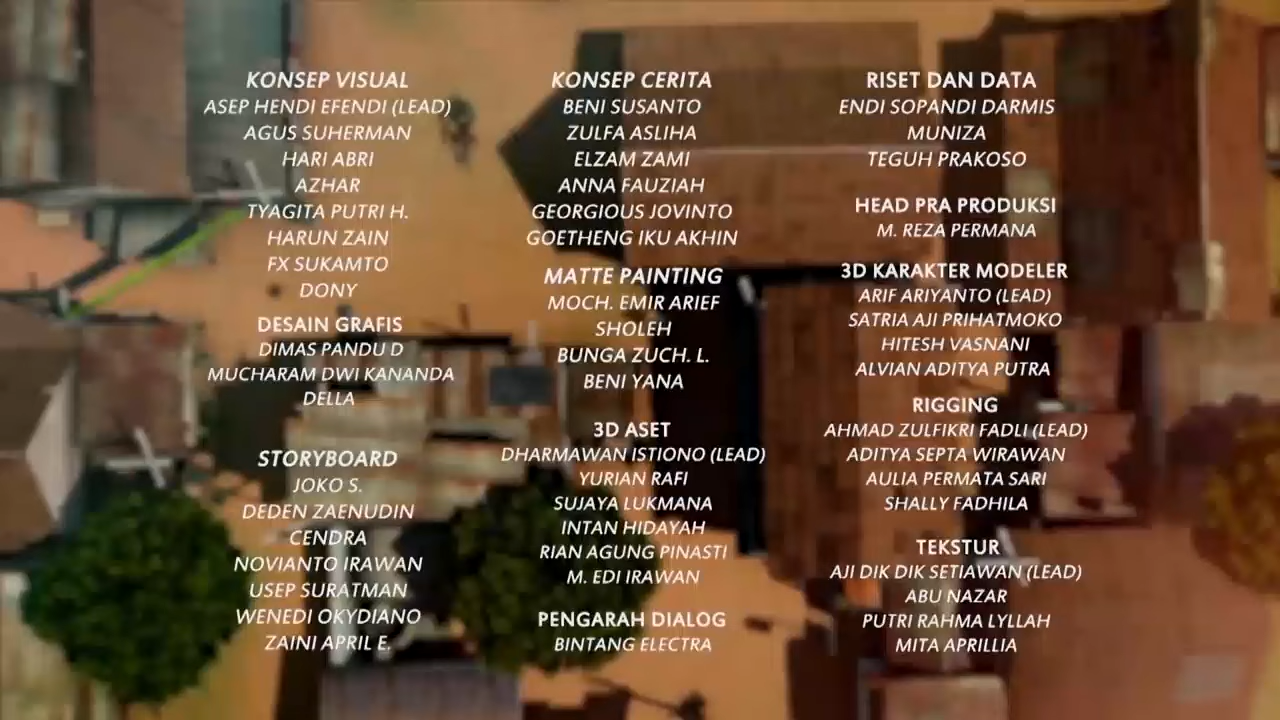 KONSEP VISUAL
ASEP HENDI EFENDI (LEAD)
AGUS SUHERMAN
HARI ABRI
AZHAR
TYAGITA PUTRI H.
HARUN ZAIN
FX SUKAMTO
DONY
DESAIN GRAFIS
DIMAS PANDU D
MUCHARAM DWI KANANDA
DELLA
STORYBOARD
JOKO S.
DEDEN ZAENUDIN
CENDRA
NOVIANTO IRAWAN
USEP SURATMAN
WENEDI OKYDIANO
ZAINI APRIL E.
KONSEP CERITA
BENI SUSANTO
ZULFA ASLIHA
ELZAM ZAMI
ANNA FAUZIAH
GEORGIOUS JOVINTO
GOETHENG IKU AKHIN
MATTE PAINTING
MOCH. EMIR ARIEF
SHOLEH
BUNGA ZUCH. L.
BENI YANA
3D ASET
DHARMAWAN ISTIONO (LEAD)
YURIAN RAFI
SUJAYA LUKMANA
INTAN HIDAYAH
RIAN AGUNG PINASTI
M. EDI IRAWAN
PENGARAH DIALOG
BINTANG ELECTRA
RISET DAN DATA
ENDI SOPANDI DARMIS
MUNIZA
TEGUH PRAKOSO
HEAD PRA PRODUKSI
M. REZA PERMANA
3D KARAKTER MODELER
ARIF ARIYANTO (LEAD)
SATRIA AJI PRIHATMOKO
HITESH VASNANI
ALVIAN ADITYA PUTRA
RIGGING
AHMAD ZULFIKRI FADLI (LEAD)
ADITYA SEPTA WIRAWAN
AULIA PERMATA SARI
SHALLY FADHILA
TEKSTUR
AJI DIK DIK SETIAWAN (LEAD)
ABU NAZAR
PUTRI RAHMA LYLLAH
MITA APRILLIA